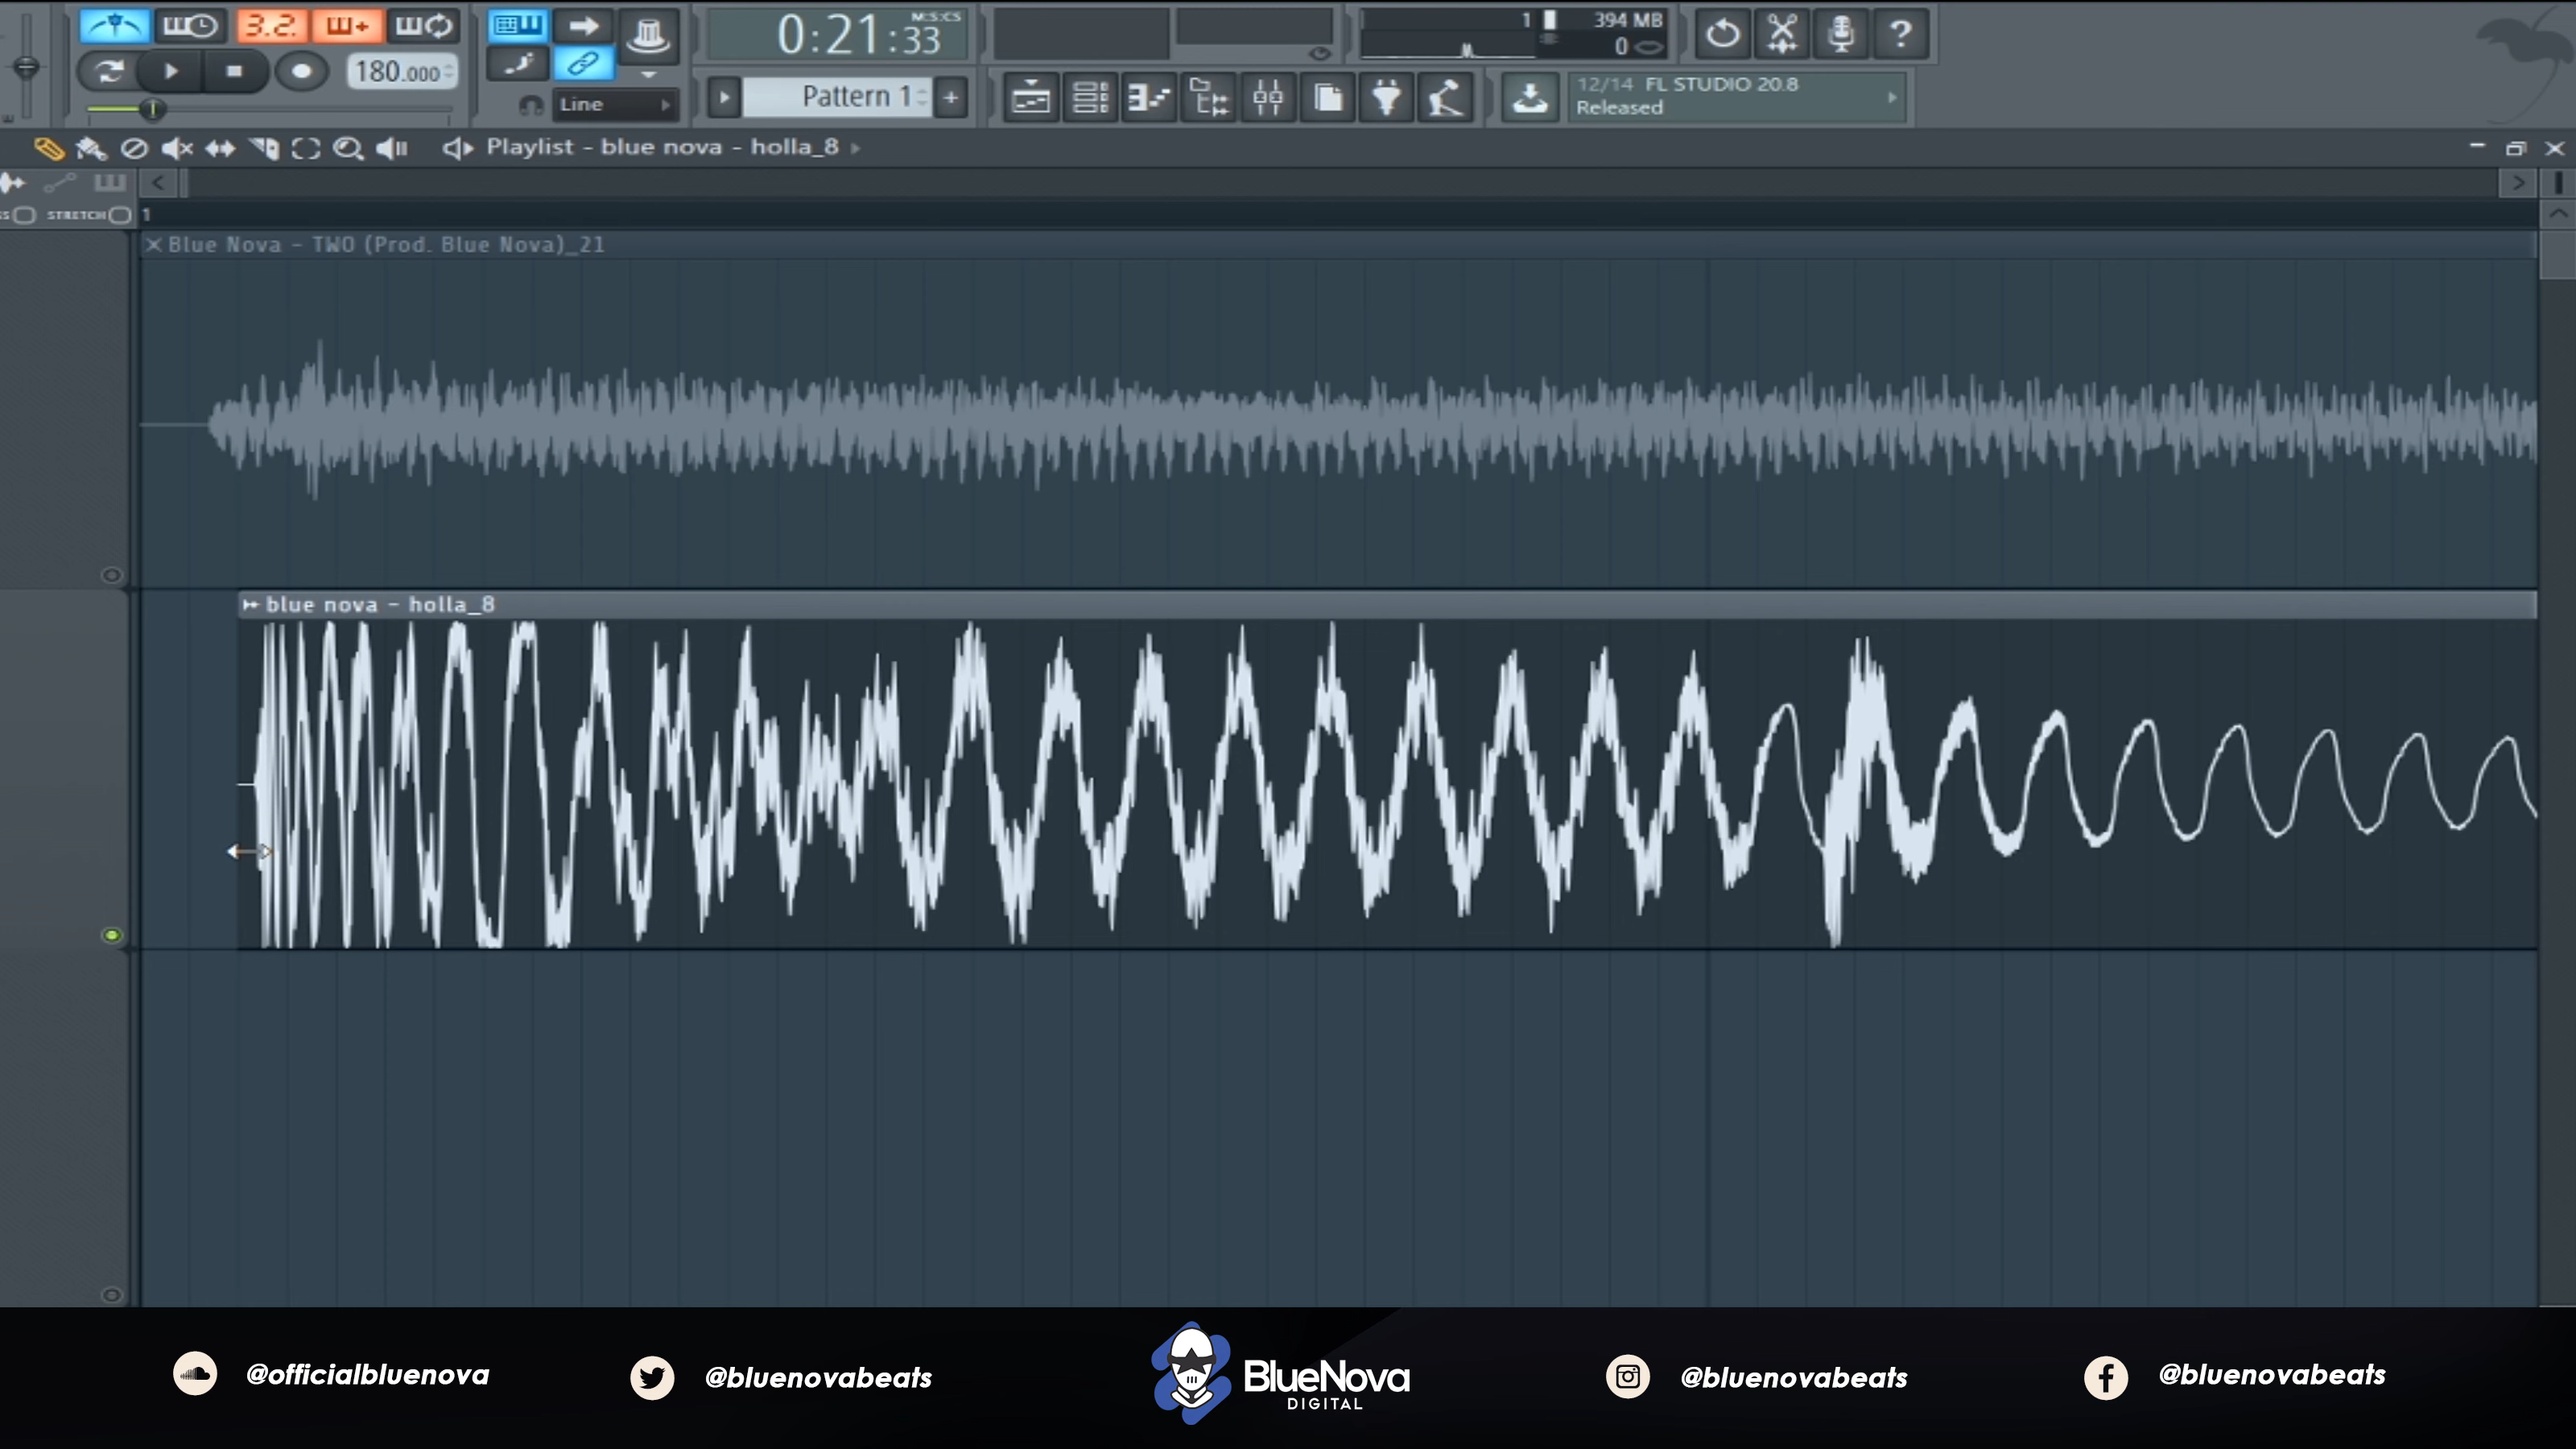 3.2.
180.000
Line
M:S:CS
0:21:33
Pattern 1
+
1
394 MB
0
?
12/14 FL STUDIO 20.8
Released
Playlist - blue nova - holla_8
STRETCH
1
Blue Nova - TWO (Prod. Blue Nova)_21
blue nova - holla_8
@officialbluenova
@bluenovabeats
BlueNova
DIGITAL
@bluenovabeats
@bluenovabeats